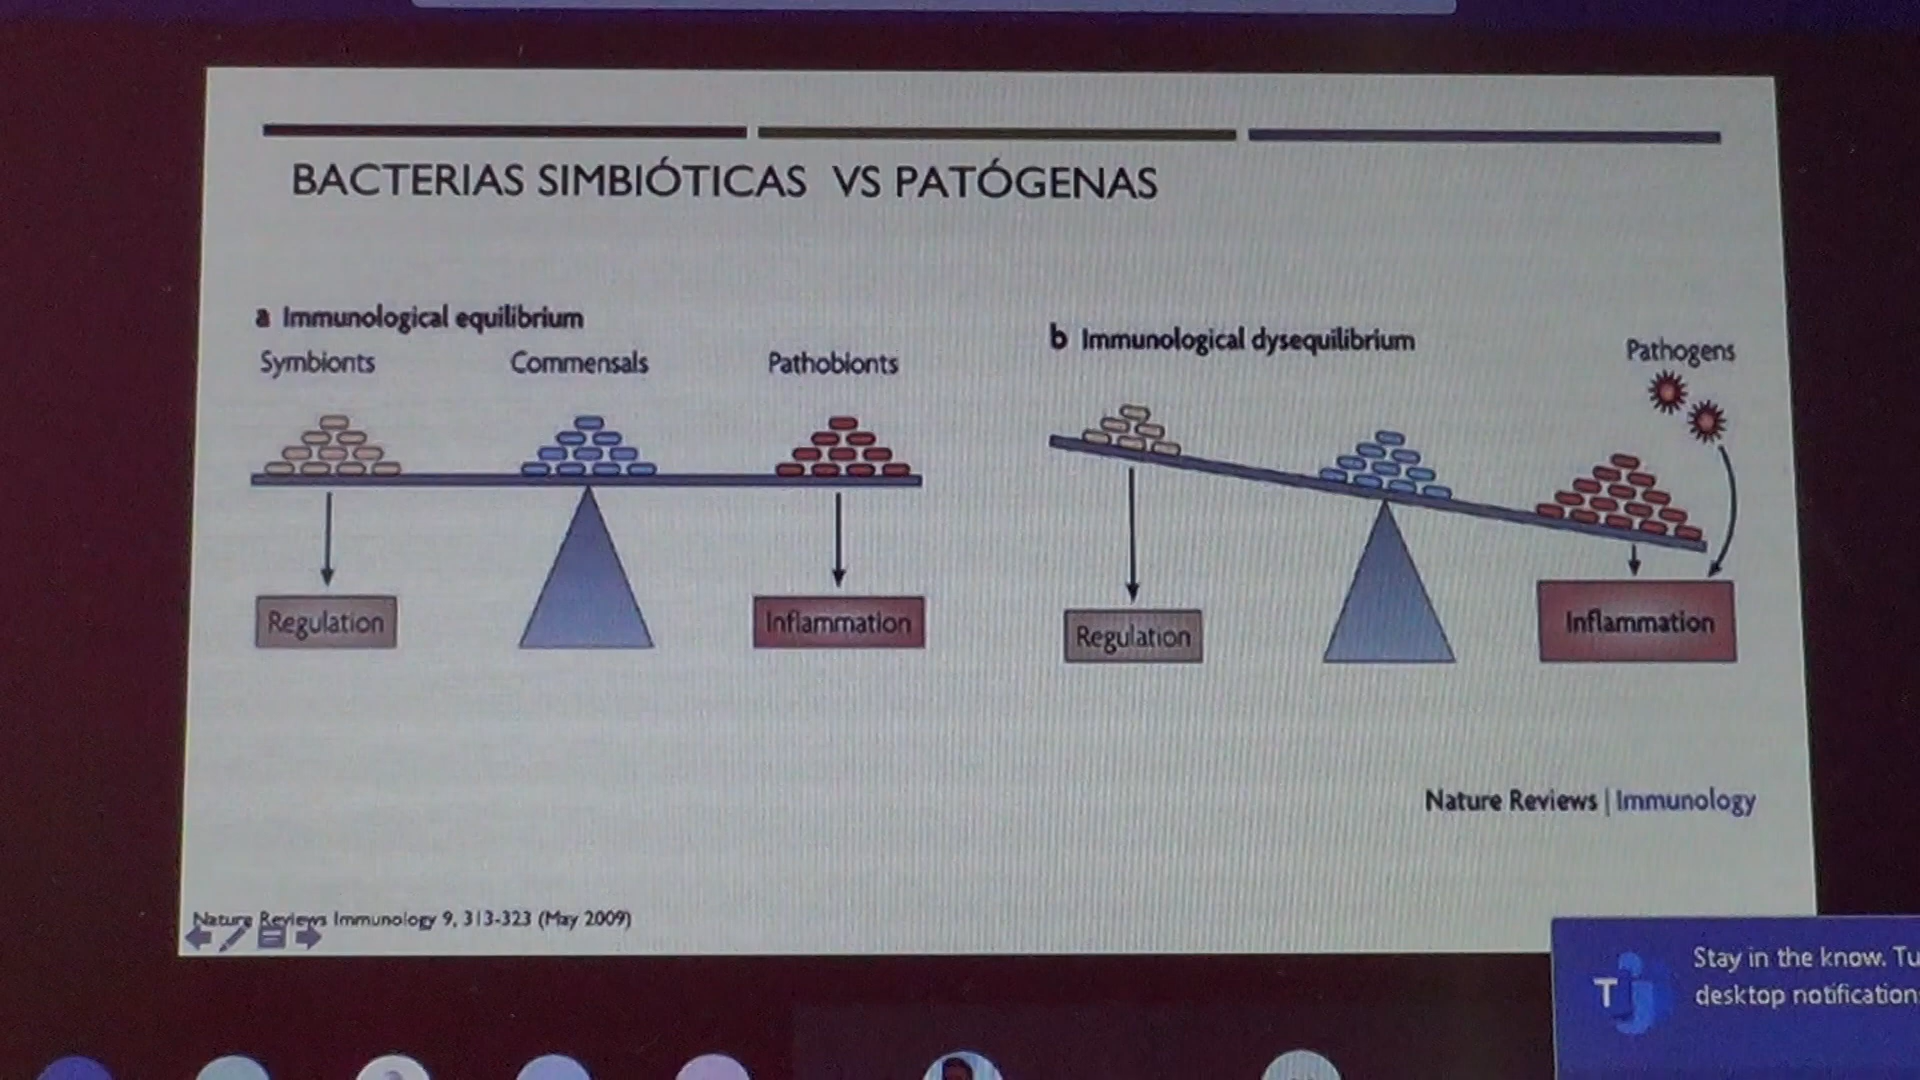 BACTERIAS SIMBIÓTICAS VS PATÓGENAS
a Immunological equilibrium
Symbionts Commensals Pathobionts
Regulation
Inflammation
b Immunological dysequilibrium
Pathogens
Regulation
Inflammation
Nature Reviews | Immunology
Nature Reviews Immunology 9, 313-323 (May 2009)
T
Stay in the know. Tu
desktop notification